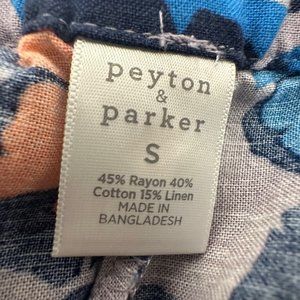 peyton
&
parker
S
45% Rayon 40%
Cotton 15% Linen
MADE IN
BANGLADESH